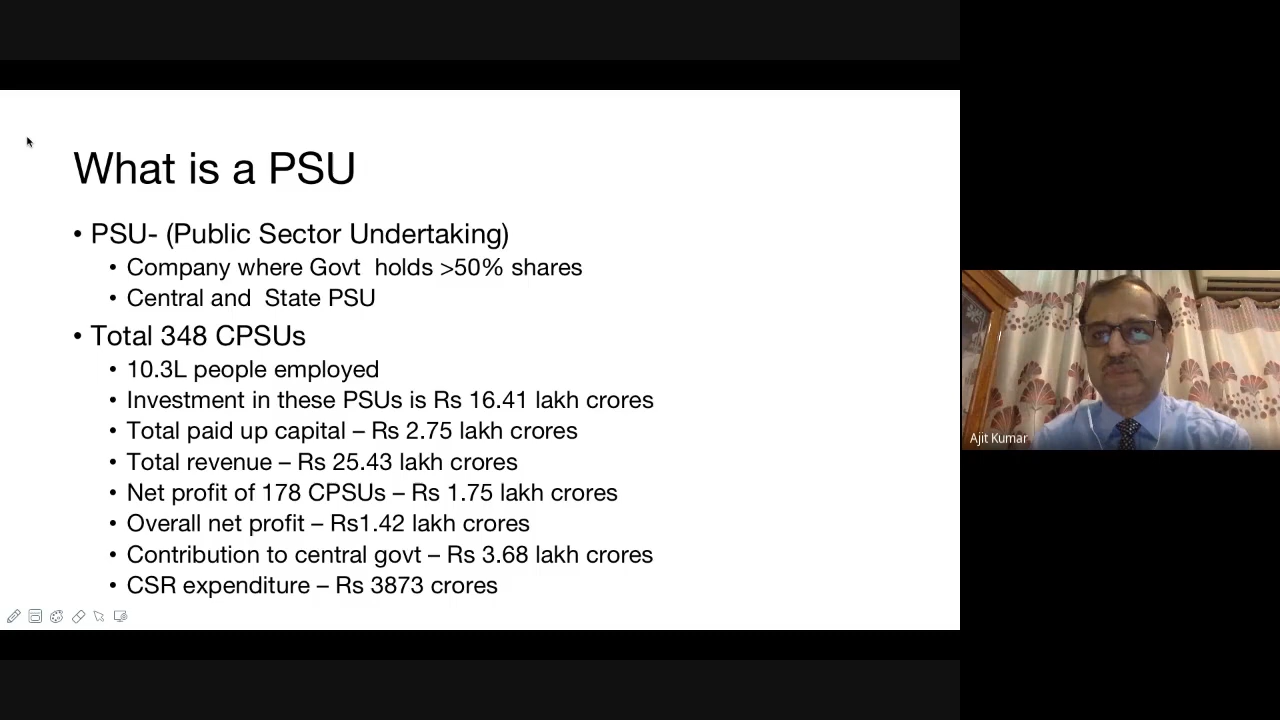 What is a PSU
• PSU- (Public Sector Undertaking)
• Company where Govt  holds >50% shares
• Central and  State PSU
• Total 348 CPSUs
• 10.3L people employed
• Investment in these PSUs is Rs 16.41 lakh crores
• Total paid up capital – Rs 2.75 lakh crores
• Total revenue – Rs 25.43 lakh crores
• Net profit of 178 CPSUs – Rs 1.75 lakh crores
• Overall net profit – Rs1.42 lakh crores
• Contribution to central govt – Rs 3.68 lakh crores
• CSR expenditure – Rs 3873 crores
Ajit Kumar